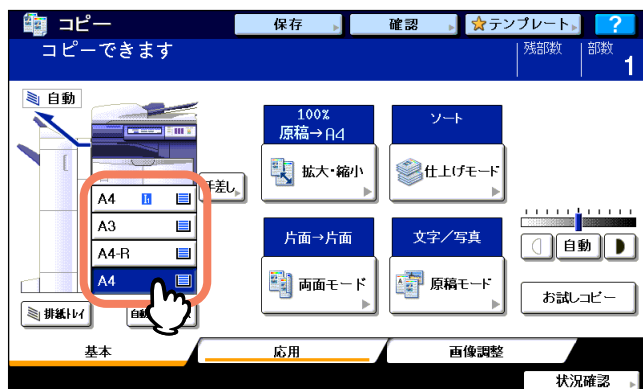 コピー
保存
確認
テンプレート
?
コピーできます
残部数
部数
1
自動
100%
原稿→A4
ソート
拡大・縮小
仕上げモード
手差し
A4
A3
A4-R
A4
片面→片面
文字／写真
両面モード
原稿モード
自動
お試しコピー
排紙トレイ
基本
応用
画像調整
状況確認